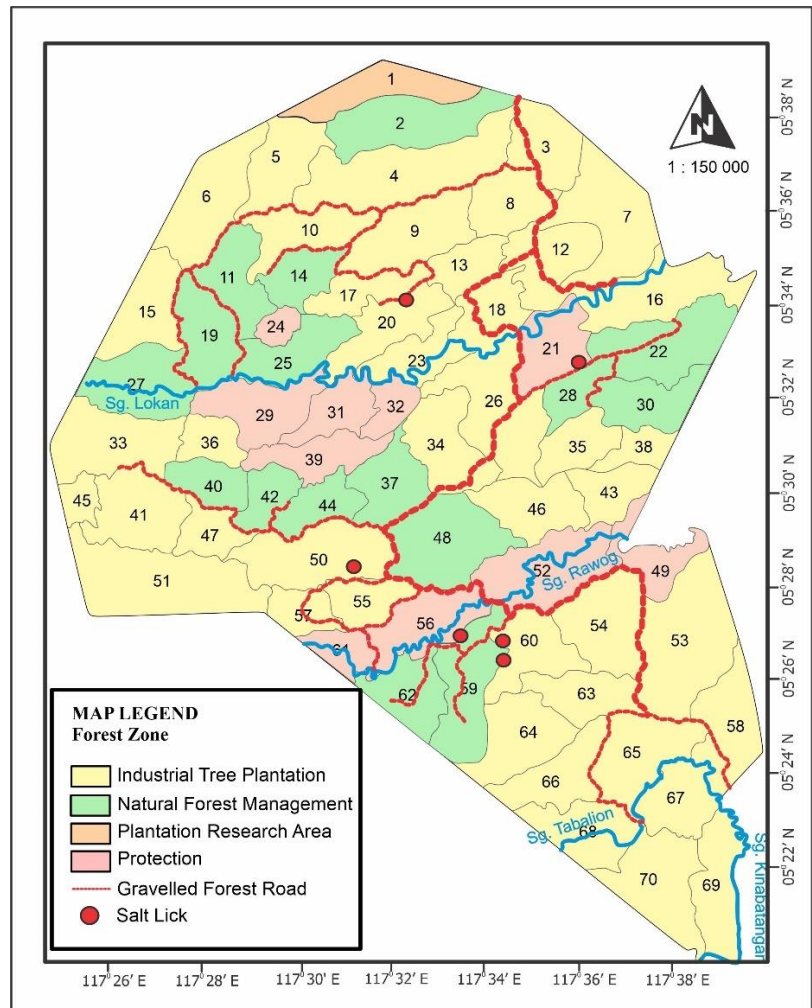 1
2
3
4
5
6
7
8
9
10
11
12
13
14
15
16
17
18
19
20
21
22
23
24
25
26
27
Sg. Lokan
28
29
30
31
32
33
34
35
36
37
38
39
40
41
42
43
44
45
46
47
48
49
50
51
52
Sg. Rawog
53
54
55
56
57
58
59
60
61
62
63
64
65
66
67
68
Sg. Tabalion
69
70
Sg. Kinabatangan
N
1 : 150 000
05°38' N
05°36' N
05°34' N
05°32' N
05°30' N
05°28' N
05°26' N
05°24' N
05°22' N
MAP LEGEND
Forest Zone
Industrial Tree Plantation
Natural Forest Management
Plantation Research Area
Protection
Gravelled Forest Road
Salt Lick
117°26' E
117°28' E
117°30' E
117°32' E
117°34' E
117°36' E
117°38' E